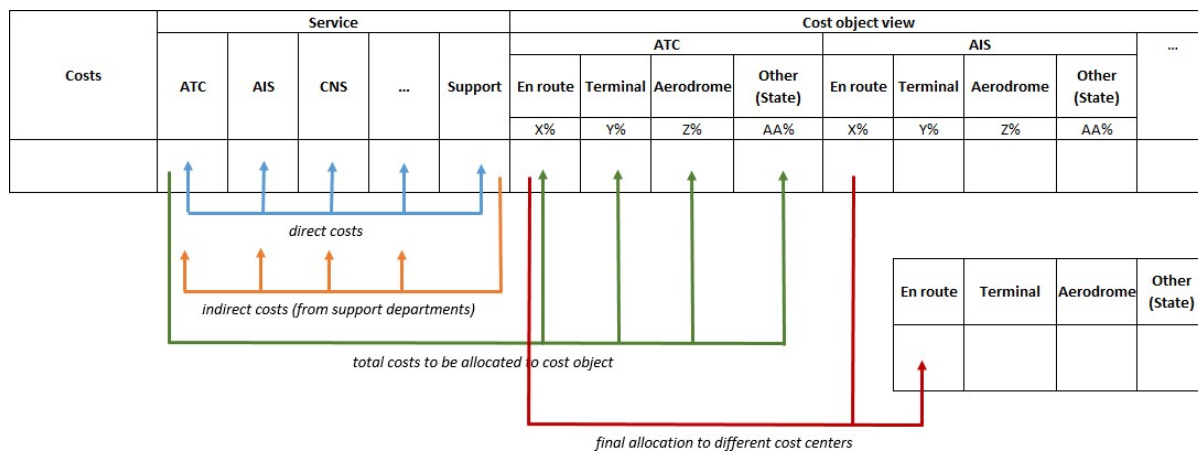 Service
Cost object view
Costs
ATC
AIS
CNS
...
Support
ATC
AIS
...
En route
Terminal
Aerodrome
Other
(State)
En route
Terminal
Aerodrome
Other
(State)
X%
Y%
Z%
AA%
X%
Y%
Z%
AA%
direct costs
indirect costs (from support departments)
total costs to be allocated to cost object
En route
Terminal
Aerodrome
Other
(State)
final allocation to different cost centers